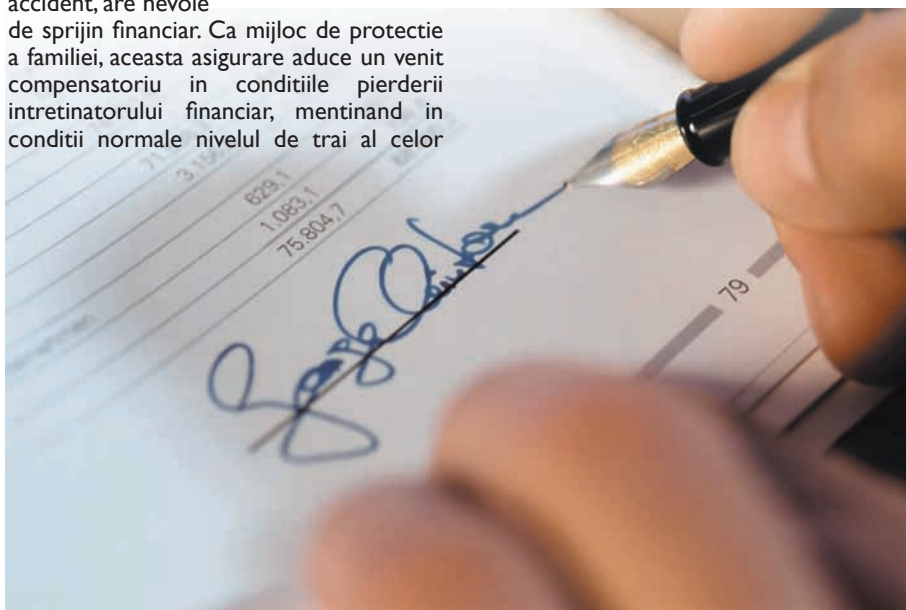 accident, are nevoie
de sprijin financiar. Ca mijloc de protectie
a familiei, aceasta asigurare aduce un venit
compensatoriu in conditiile pierderii
intretinatorului financiar, mentinand in
conditii normale nivelul de trai al celor
629,1
1.083,1
75.804,7
79